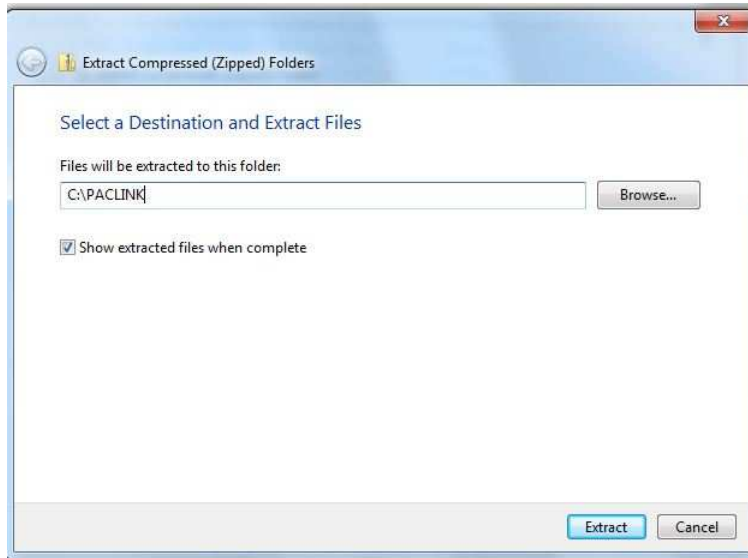 Extract Compressed (Zipped) Folders
Select a Destination and Extract Files
Files will be extracted to this folder:
C:\PACLINK
Browse...
Show extracted files when complete
Extract
Cancel